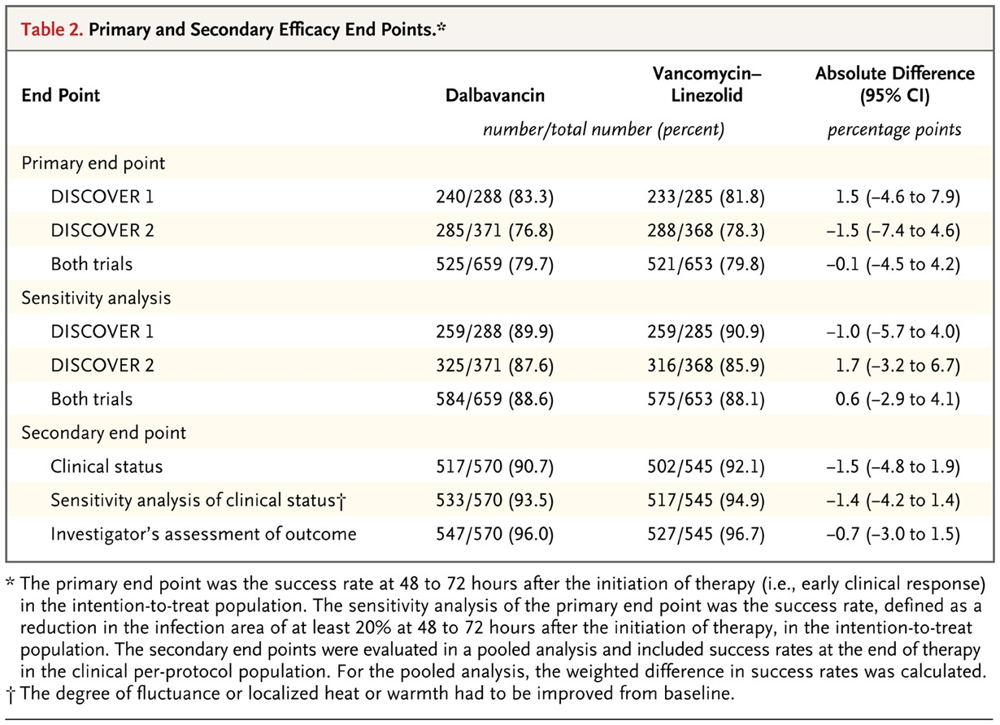 Table 2. Primary and Secondary Efficacy End Points.*
End Point Dalbavancin Vancomycin–Linezolid Absolute Difference (95% CI)
number/total number (percent) percentage points
Primary end point
DISCOVER 1 240/288 (83.3) 233/285 (81.8) 1.5 (–4.6 to 7.9)
DISCOVER 2 285/371 (76.8) 288/368 (78.3) –1.5 (–7.4 to 4.6)
Both trials 525/659 (79.7) 521/653 (79.8) –0.1 (–4.5 to 4.2)
Sensitivity analysis
DISCOVER 1 259/288 (89.9) 259/285 (90.9) –1.0 (–5.7 to 4.0)
DISCOVER 2 325/371 (87.6) 316/368 (85.9) 1.7 (–3.2 to 6.7)
Both trials 584/659 (88.6) 575/653 (88.1) 0.6 (–2.9 to 4.1)
Secondary end point
Clinical status 517/570 (90.7) 502/545 (92.1) –1.5 (–4.8 to 1.9)
Sensitivity analysis of clinical status† 533/570 (93.5) 517/545 (94.9) –1.4 (–4.2 to 1.4)
Investigator’s assessment of outcome 547/570 (96.0) 527/545 (96.7) –0.7 (–3.0 to 1.5)
* The primary end point was the success rate at 48 to 72 hours after the initiation of therapy (i.e., early clinical response)
in the intention-to-treat population. The sensitivity analysis of the primary end point was the success rate, defined as a
reduction in the infection area of at least 20% at 48 to 72 hours after the initiation of therapy, in the intention-to-treat
population. The secondary end points were evaluated in a pooled analysis and included success rates at the end of therapy
in the clinical per-protocol population. For the pooled analysis, the weighted difference in success rates was calculated.
† The degree of fluctuance or localized heat or warmth had to be improved from baseline.